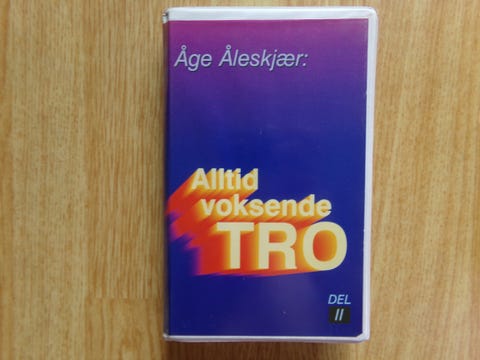 Åge Åleskjær:
Alltid
voksende
TRO
DEL
II